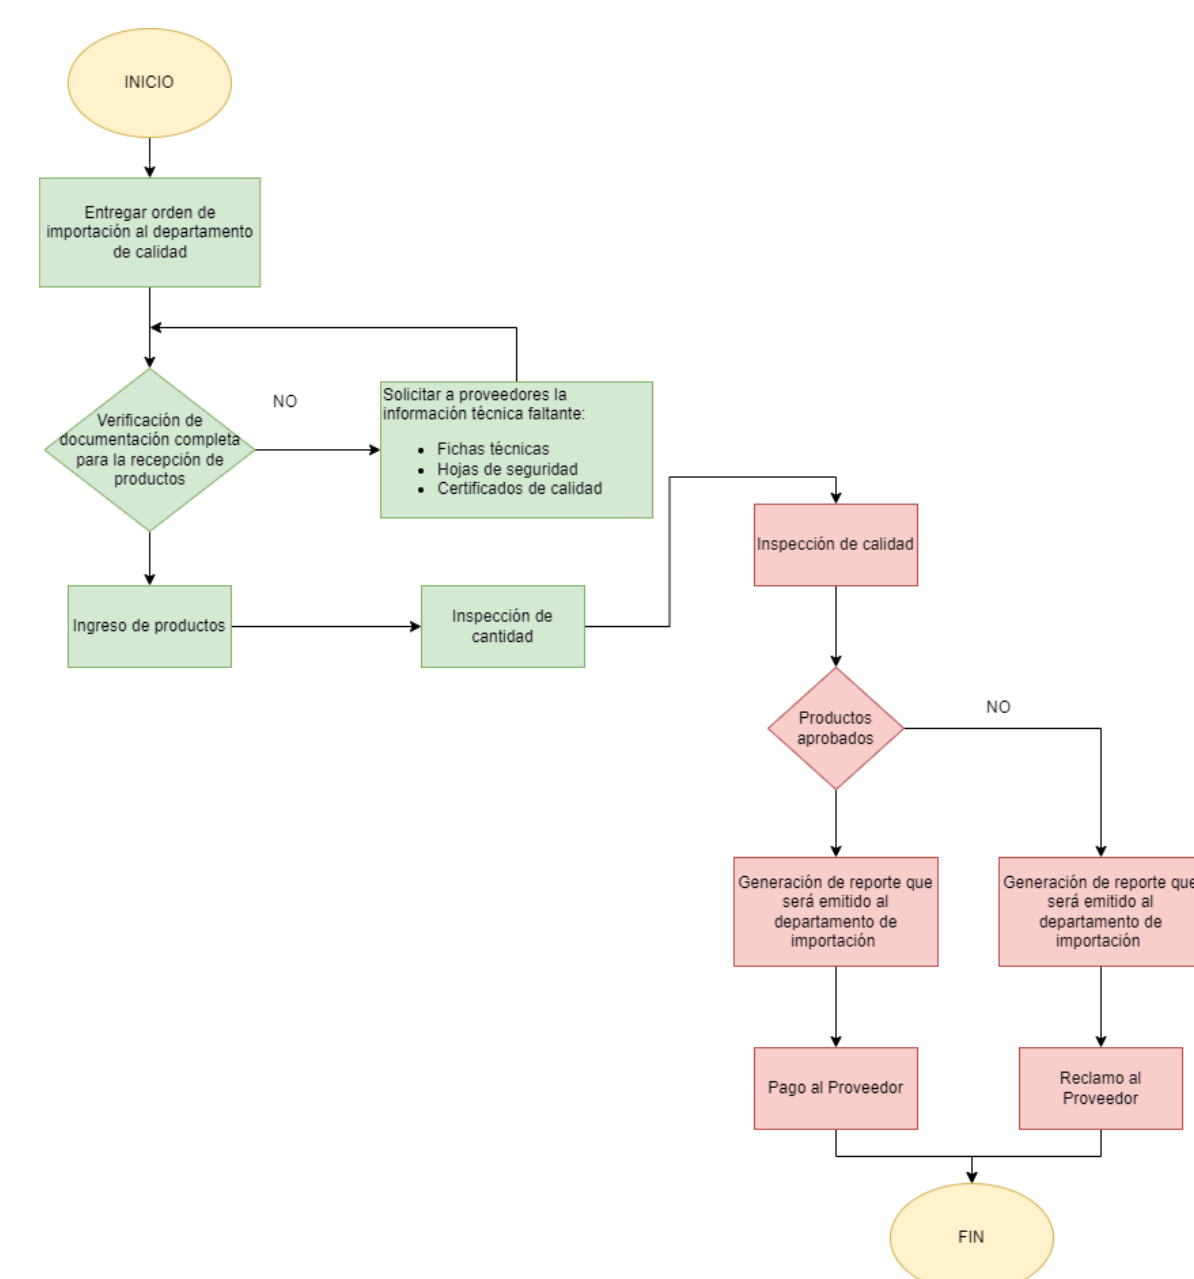 INICIO
Entregar orden de
importación al departamento
de calidad
Verificación de
documentación completa
para la recepción de
productos
NO
Solicitar a proveedores la
información técnica faltante:
• Fichas técnicas
• Hojas de seguridad
• Certificados de calidad
Ingreso de productos
Inspección de
cantidad
Inspección de calidad
Productos
aprobados
NO
Generación de reporte que
será emitido al
departamento de
importación
Generación de reporte que
será emitido al
departamento de
importación
Pago al Proveedor
Reclamo al
Proveedor
FIN